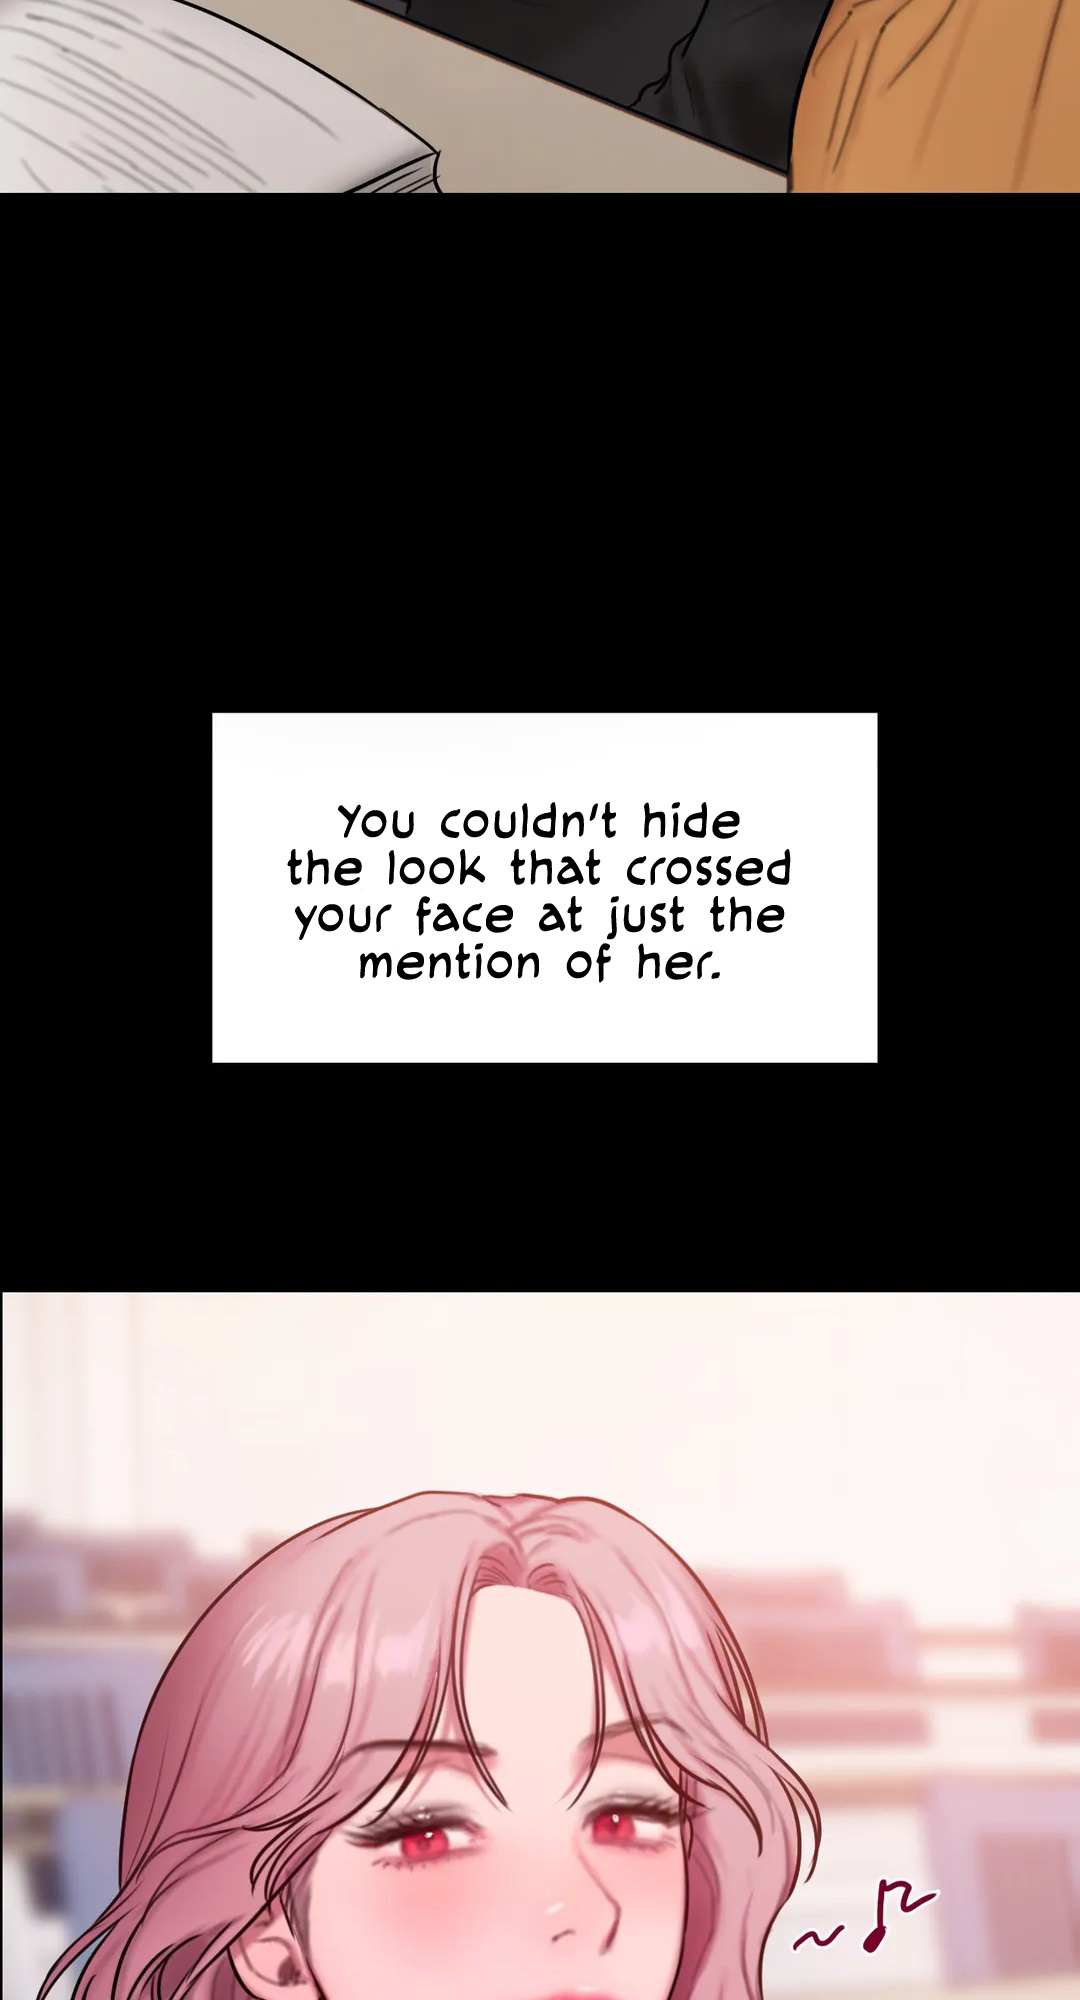 You couldn't hide
the look that crossed
your face at just the
mention of her.